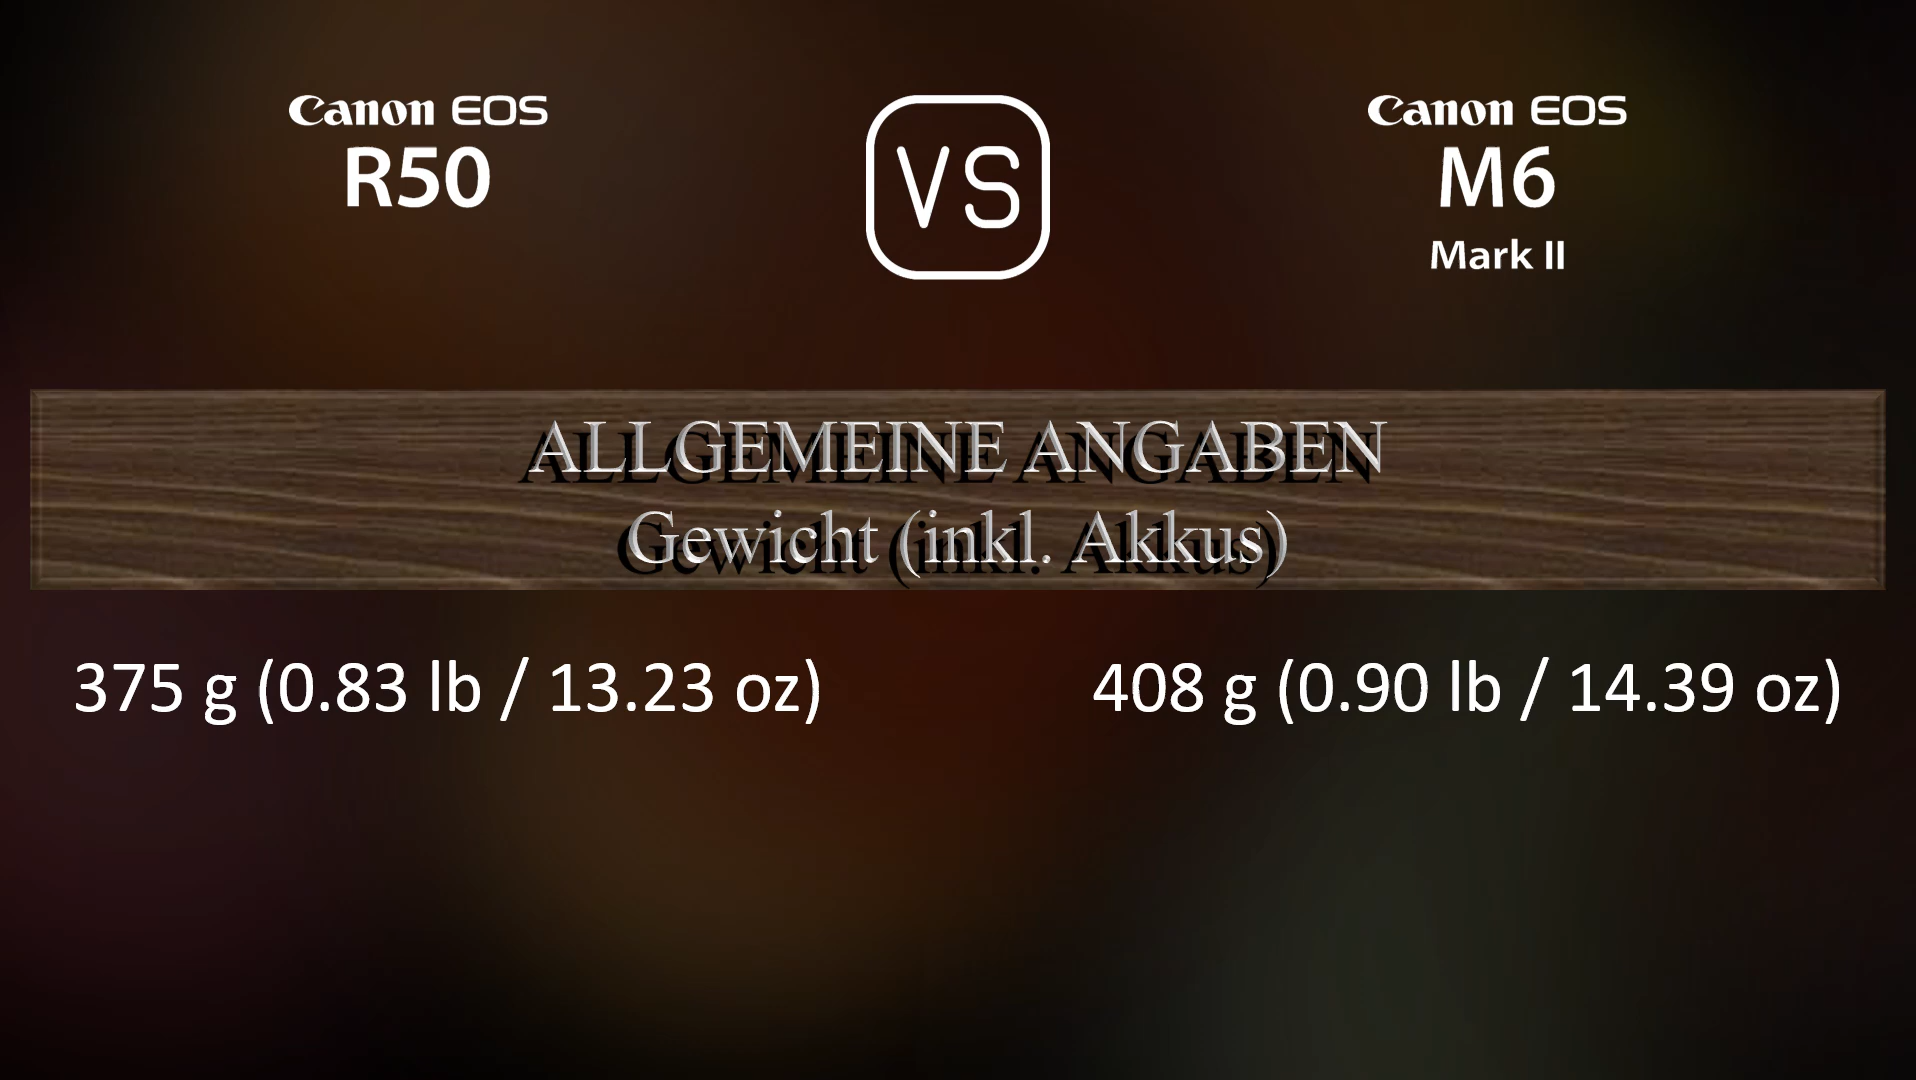 Canon EOS
R50
VS
Canon EOS
M6
Mark II
ALLGEMEINE ANGABEN
Gewicht (inkl. Akkus)
375 g (0.83 lb / 13.23 oz)
408 g (0.90 lb / 14.39 oz)